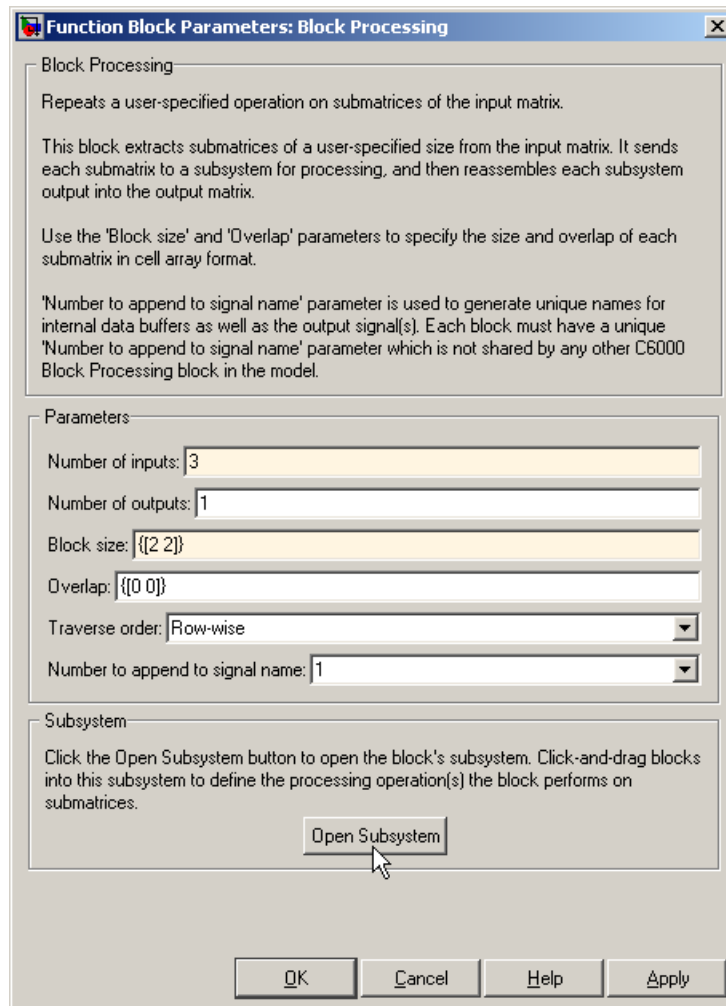 Function Block Parameters: Block Processing
Block Processing
Repeats a user-specified operation on submatrices of the input matrix.
This block extracts submatrices of a user-specified size from the input matrix. It sends
each submatrix to a subsystem for processing, and then reassembles each subsystem
output into the output matrix.
Use the 'Block size' and 'Overlap' parameters to specify the size and overlap of each
submatrix in cell array format.
'Number to append to signal name' parameter is used to generate unique names for
internal data buffers as well as the output signal(s). Each block must have a unique
'Number to append to signal name' parameter which is not shared by any other C6000
Block Processing block in the model.
Parameters
Number of inputs: 3
Number of outputs: 1
Block size: {[2 2]}
Overlap: {[0 0]}
Traverse order: Row-wise
Number to append to signal name: 1
Subsystem
Click the Open Subsystem button to open the block's subsystem. Click-and-drag blocks
into this subsystem to define the processing operation(s) the block performs on
submatrices.
Open Subsystem
OK Cancel Help Apply